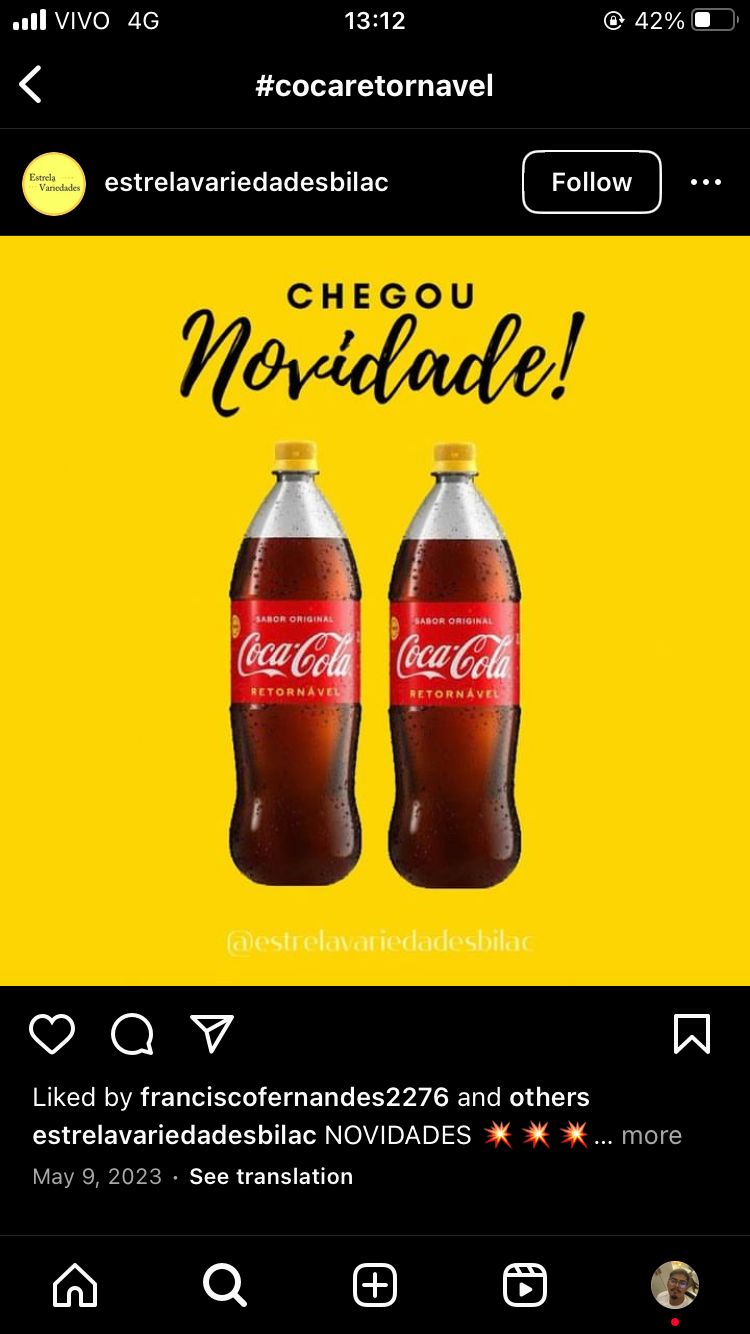 VIVO 4G 13:12 42%
#cocaretornavel
Estrela
Variedades
estrelavariedadesbilac Follow
CHEGOU
Novidade!
SABOR ORIGINAL
Coca-Cola
RETORNÁVEL
SABOR ORIGINAL
Coca-Cola
RETORNÁVEL
@estrelavariedadesbilac
Liked by franciscofernandes2276 and others
estrelavariedadesbilac NOVIDADES 💥 💥 💥... more
May 9, 2023 · See translation